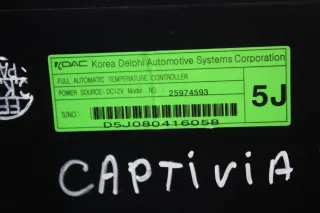 KDAC Korea Delphi Automotive Systems Corporation
FULL AUTOMATIC TEMPERATURE CONTROLLER
POWER SOURCE: DC12V Model NO. : 25974593
5J
S/NO :
D5J080416058
CAPTIVIA